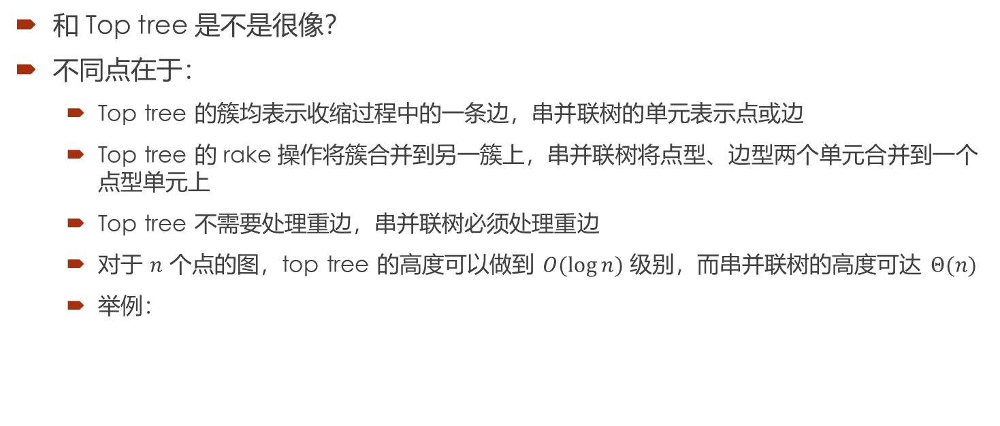 和 Top tree 是不是很像？
不同点在于：
Top tree 的簇均表示收缩过程中的一条边，串并联树的单元表示点或边
Top tree 的 rake 操作将簇合并到另一簇上，串并联树将点型、边型两个单元合并到一个
点型单元上
Top tree 不需要处理重边，串并联树必须处理重边
对于 n 个点的图，top tree 的高度可以做到 O(log n) 级别，而串并联树的高度可达 Θ(n)
举例：